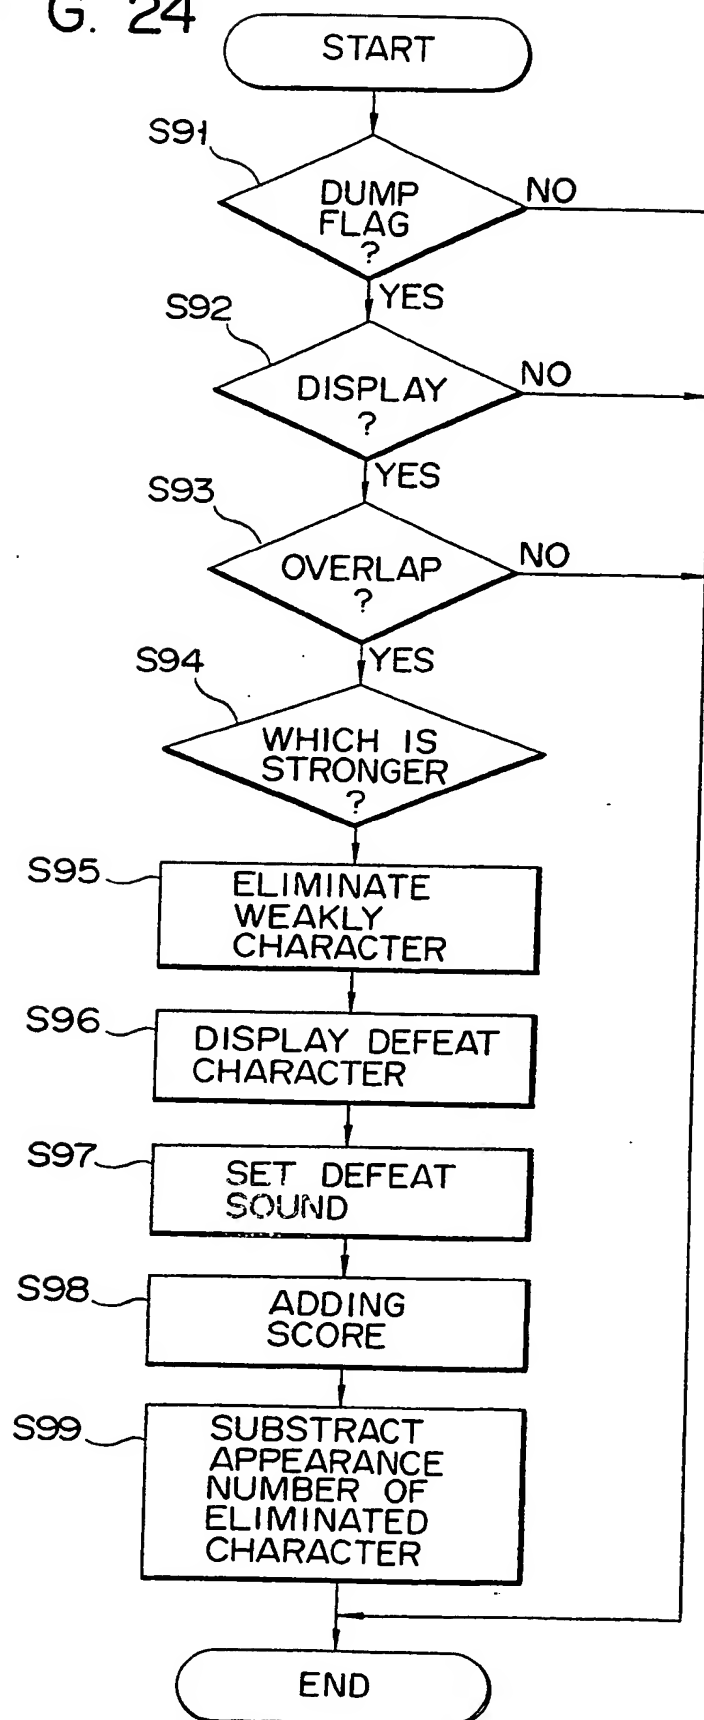 G. 24
START
S91
DUMP
FLAG
?
NO
YES
S92
DISPLAY
?
NO
YES
S93
OVERLAP
?
NO
YES
S94
WHICH IS
STRONGER
?
S95
ELIMINATE
WEAKLY
CHARACTER
S96
DISPLAY DEFEAT
CHARACTER
S97
SET DEFEAT
SOUND
S98
ADDING
SCORE
S99
SUBSTRACT
APPEARANCE
NUMBER OF
ELIMINATED
CHARACTER
END